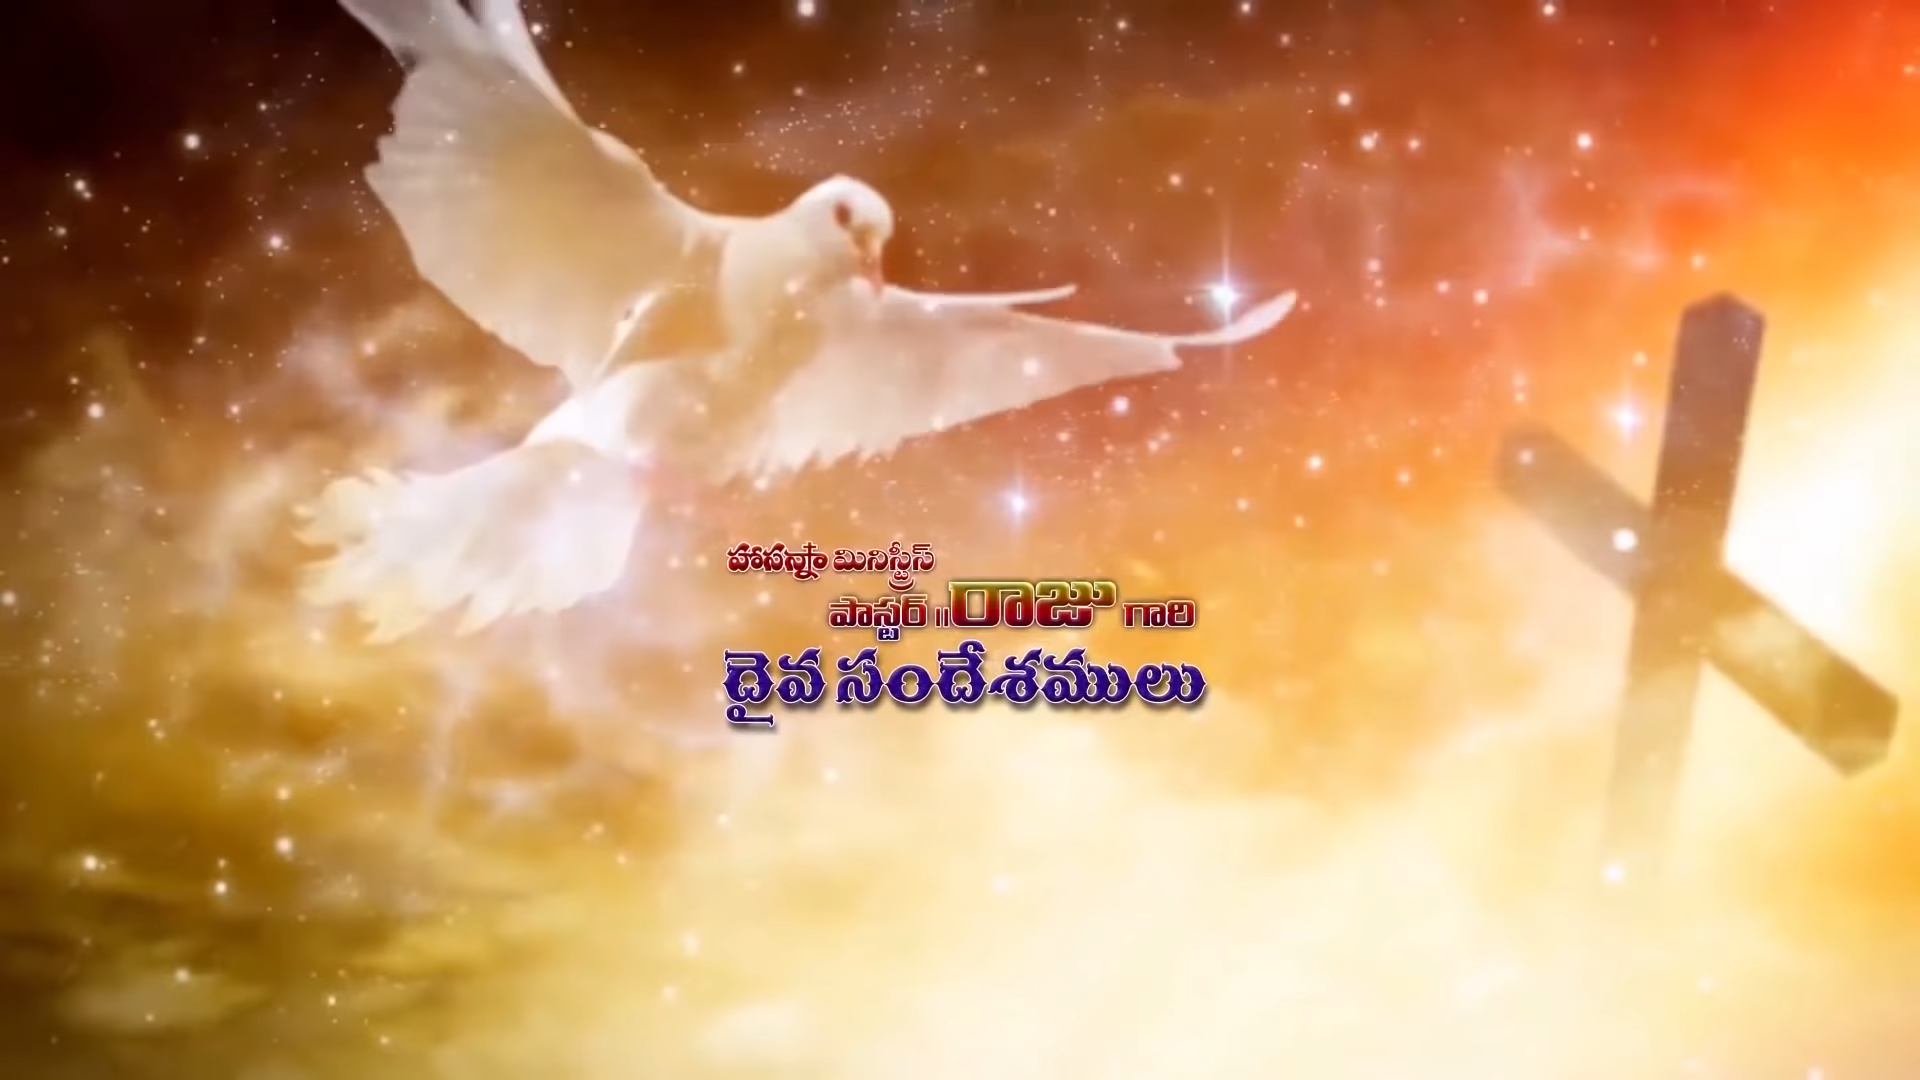 హోసన్నా మినిస్ట్రీస్
పాస్టర్ ॥ రాజు గారి
దైవ సందేశములు